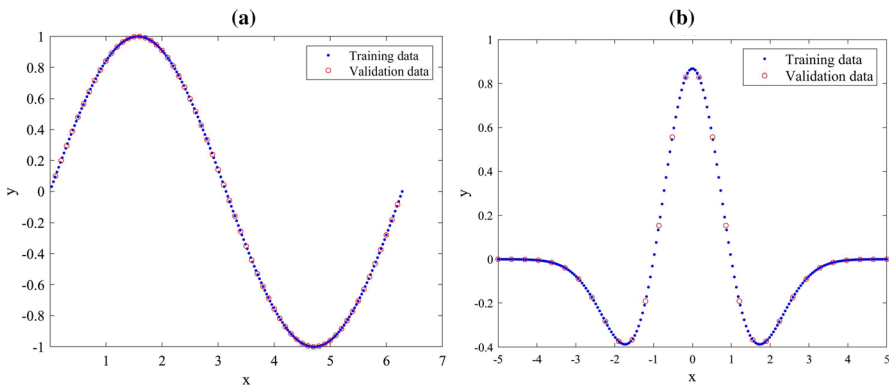 (a)
1
0.8
0.6
0.4
0.2
0
-0.2
-0.4
-0.6
-0.8
-1
1 2 3 4 5 6 7
x
y
Training data
Validation data
(b)
1
0.8
0.6
0.4
0.2
0
-0.2
-0.4
-5 -4 -3 -2 -1 0 1 2 3 4 5
x
y
Training data
Validation data